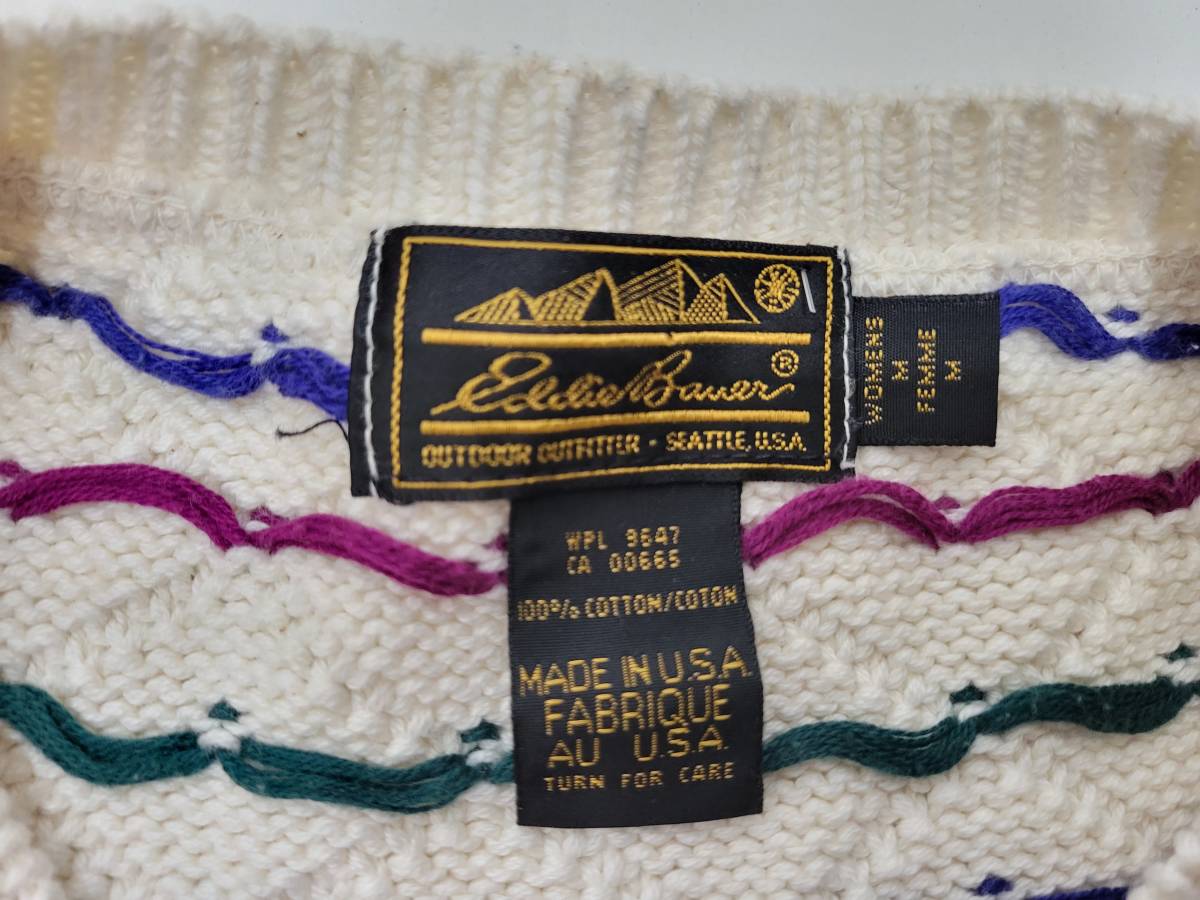 Eddie Bauer®
OUTDOOR OUTFITTER - SEATTLE, U.S.A.
WOMENS
M
FEMME
M
WPL 9647
CA 00665
100% COTTON/COTON
MADE IN U.S.A.
FABRIQUE
AU U.S.A.
TURN FOR CARE